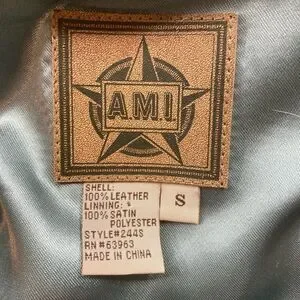 A.M.I.
SHELL:
100% LEATHER
LINNING: &
100% SATIN
POLYESTER
STYLE#244S
RN#63963
MADE IN CHINA
S